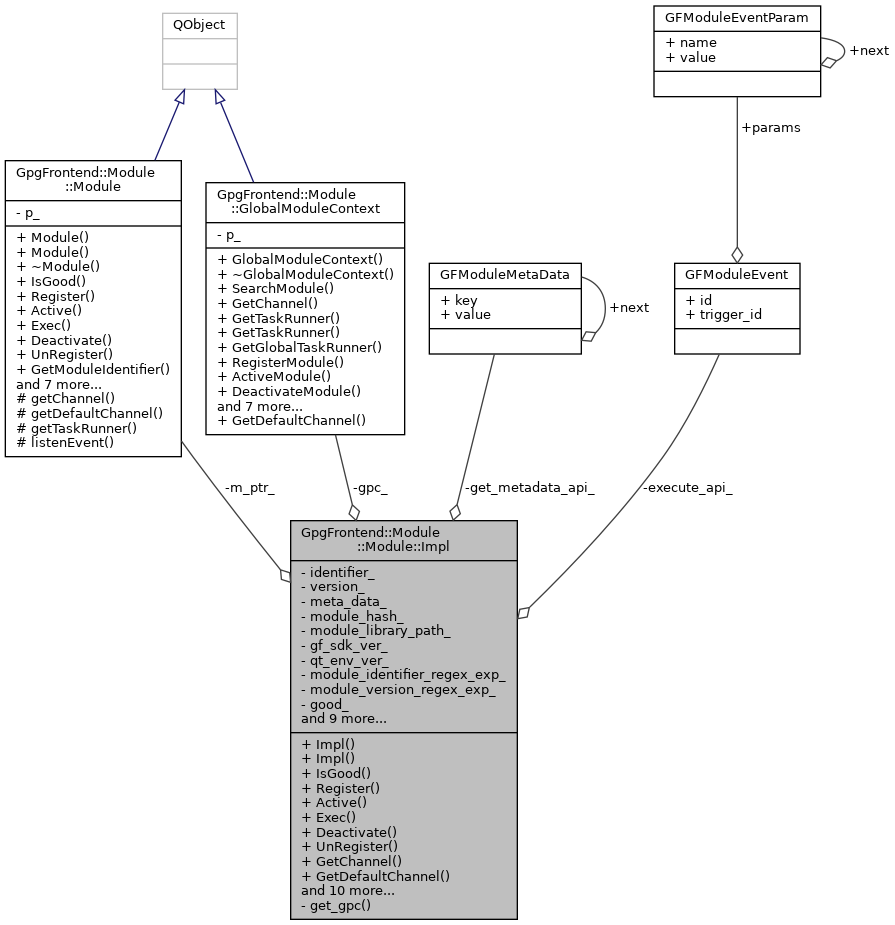 QObject
GFModuleEventParam
+ name
+ value
+next
+params
GpgFrontend::Module
::Module
- p_
+ Module()
+ Module()
+ ~Module()
+ IsGood()
+ Register()
+ Active()
+ Exec()
+ Deactivate()
+ UnRegister()
+ GetModuleIdentifier()
and 7 more...
# getChannel()
# getDefaultChannel()
# getTaskRunner()
# listenEvent()
GpgFrontend::Module
::GlobalModuleContext
- p_
+ GlobalModuleContext()
+ ~GlobalModuleContext()
+ SearchModule()
+ GetChannel()
+ GetTaskRunner()
+ GetTaskRunner()
+ GetGlobalTaskRunner()
+ RegisterModule()
+ ActiveModule()
+ DeactivateModule()
and 7 more...
+ GetDefaultChannel()
GFModuleMetaData
+ key
+ value
+next
GFModuleEvent
+ id
+ trigger_id
-m_ptr_
-gpc_
-get_metadata_api_
-execute_api_
GpgFrontend::Module
::Module::Impl
- identifier_
- version_
- meta_data_
- module_hash_
- module_library_path_
- gf_sdk_ver_
- qt_env_ver_
- module_identifier_regex_exp_
- module_version_regex_exp_
- good_
and 9 more...
+ Impl()
+ Impl()
+ IsGood()
+ Register()
+ Active()
+ Exec()
+ Deactivate()
+ UnRegister()
+ GetChannel()
+ GetDefaultChannel()
and 10 more...
- get_gpc()